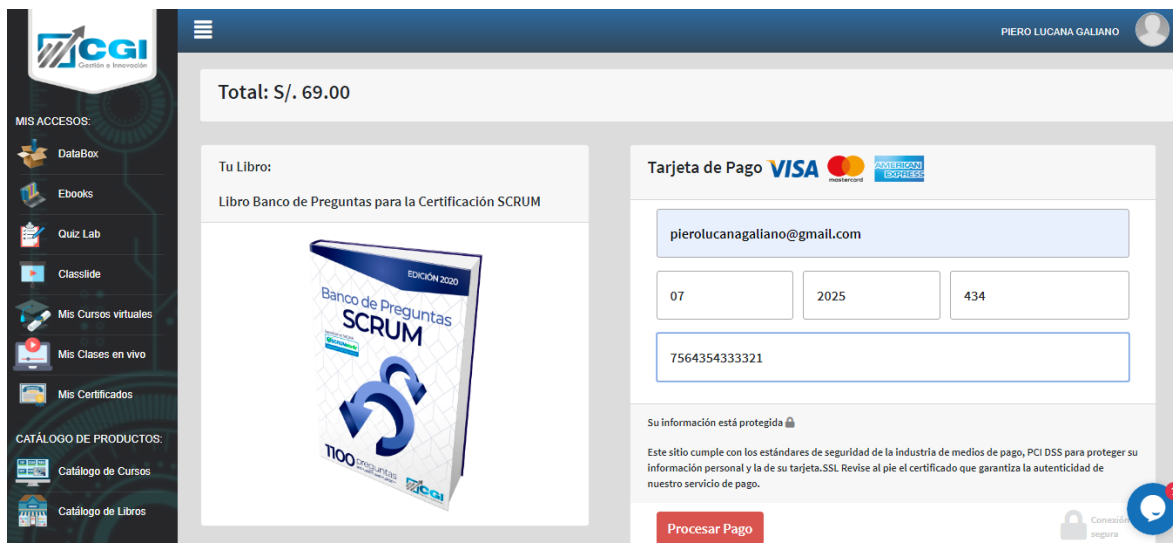 CGI
Gestión e Innovación
PIERO LUCANA GALIANO
Total: S/. 69.00
MIS ACCESOS:
DataBox
Ebooks
Quiz Lab
Classlide
Mis Cursos virtuales
Mis Clases en vivo
Mis Certificados
CATÁLOGO DE PRODUCTOS:
Catálogo de Cursos
Catálogo de Libros
Tu Libro:
Libro Banco de Preguntas para la Certificación SCRUM
EDICIÓN 2020
Banco de Preguntas
SCRUM
1100 preguntas
CGI
Tarjeta de Pago VISA mastercard AMERICAN EXPRESS
pierolucanagaliano@gmail.com
07 2025 434
7564354333321
Su información está protegida
Este sitio cumple con los estándares de seguridad de la industria de medios de pago, PCI DSS para proteger su
información personal y la de su tarjeta.SSL Revise al pie el certificado que garantiza la autenticidad de
nuestro servicio de pago.
Procesar Pago
Conexión
segura